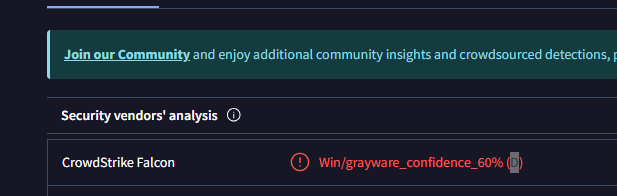 Join our Community and enjoy additional community insights and crowdsourced detections,
Security vendors' analysis
CrowdStrike Falcon
Win/grayware_confidence_60% (D)